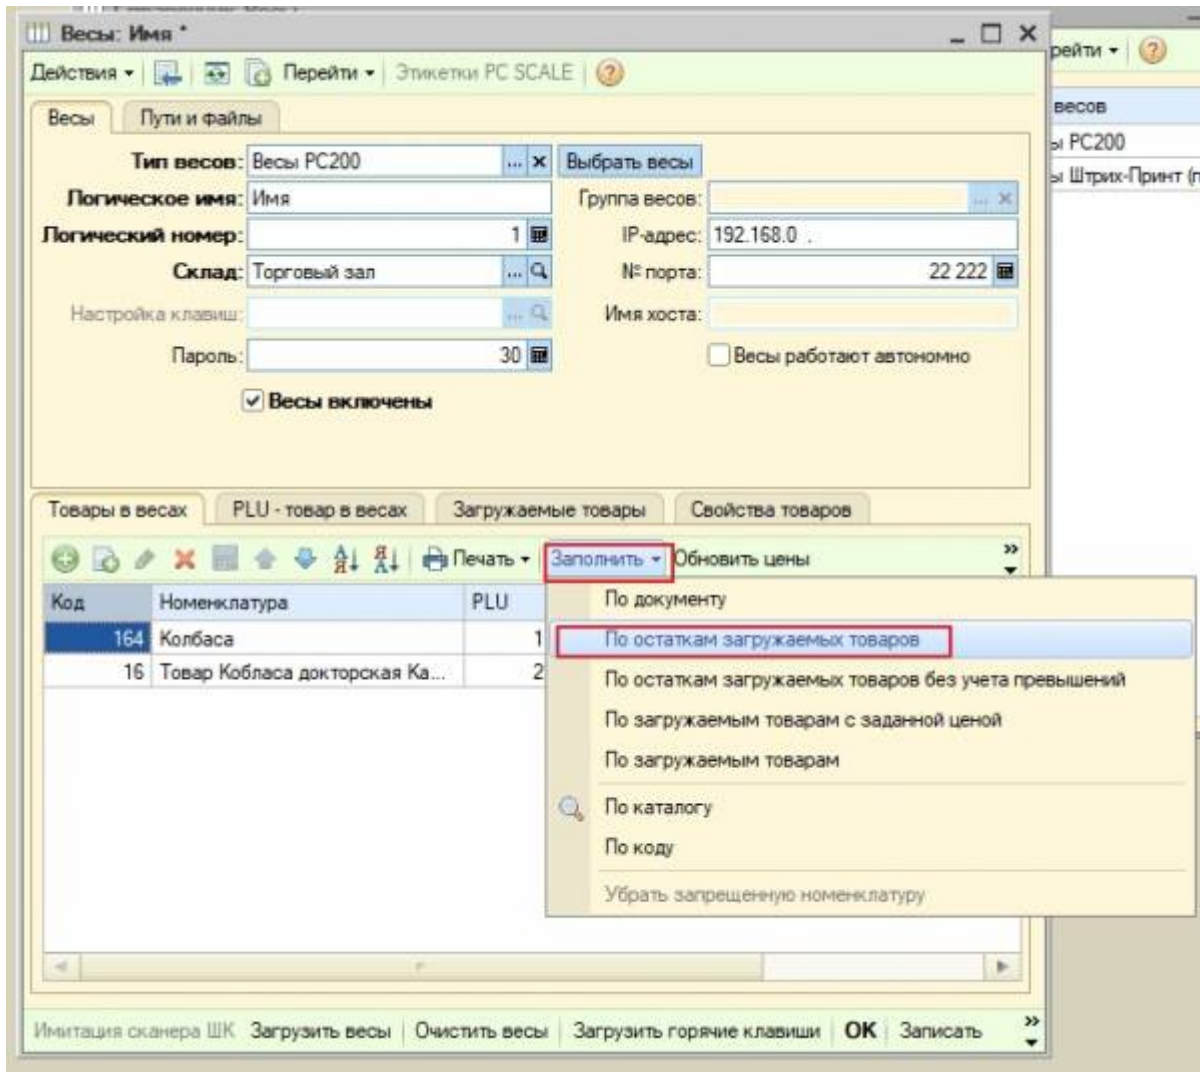 Весы: Имя *
Действия Перейти Этикетки PC SCALE
рейти
Весы Пути и файлы
весов
Тип весов: Весы PC200 ... Выбрать весы
ы PC200
Логическое имя: Имя Группа весов: ...
ы Штрих-Принт (п
Логический номер: 1 IP-адрес: 192.168.0 .
Склад: Торговый зал ... № порта: 22 222
Настройка клавиш: ... Имя хоста:
Пароль: 30 Весы работают автономно
Весы включены
Товары в весах PLU - товар в весах Загружаемые товары Свойства товаров
Печать Заполнить Обновить цены
Код Номенклатура PLU
По документу
164 Колбаса 1
По остаткам загружаемых товаров
16 Товар Кобласа докторская Ка... 2
По остаткам загружаемых товаров без учета превышений
По загружаемым товарам с заданной ценой
По загружаемым товарам
По каталогу
По коду
Убрать запрещенную номенклатуру
Имитация сканера ШК Загрузить весы Очистить весы Загрузить горячие клавиши OK Записать